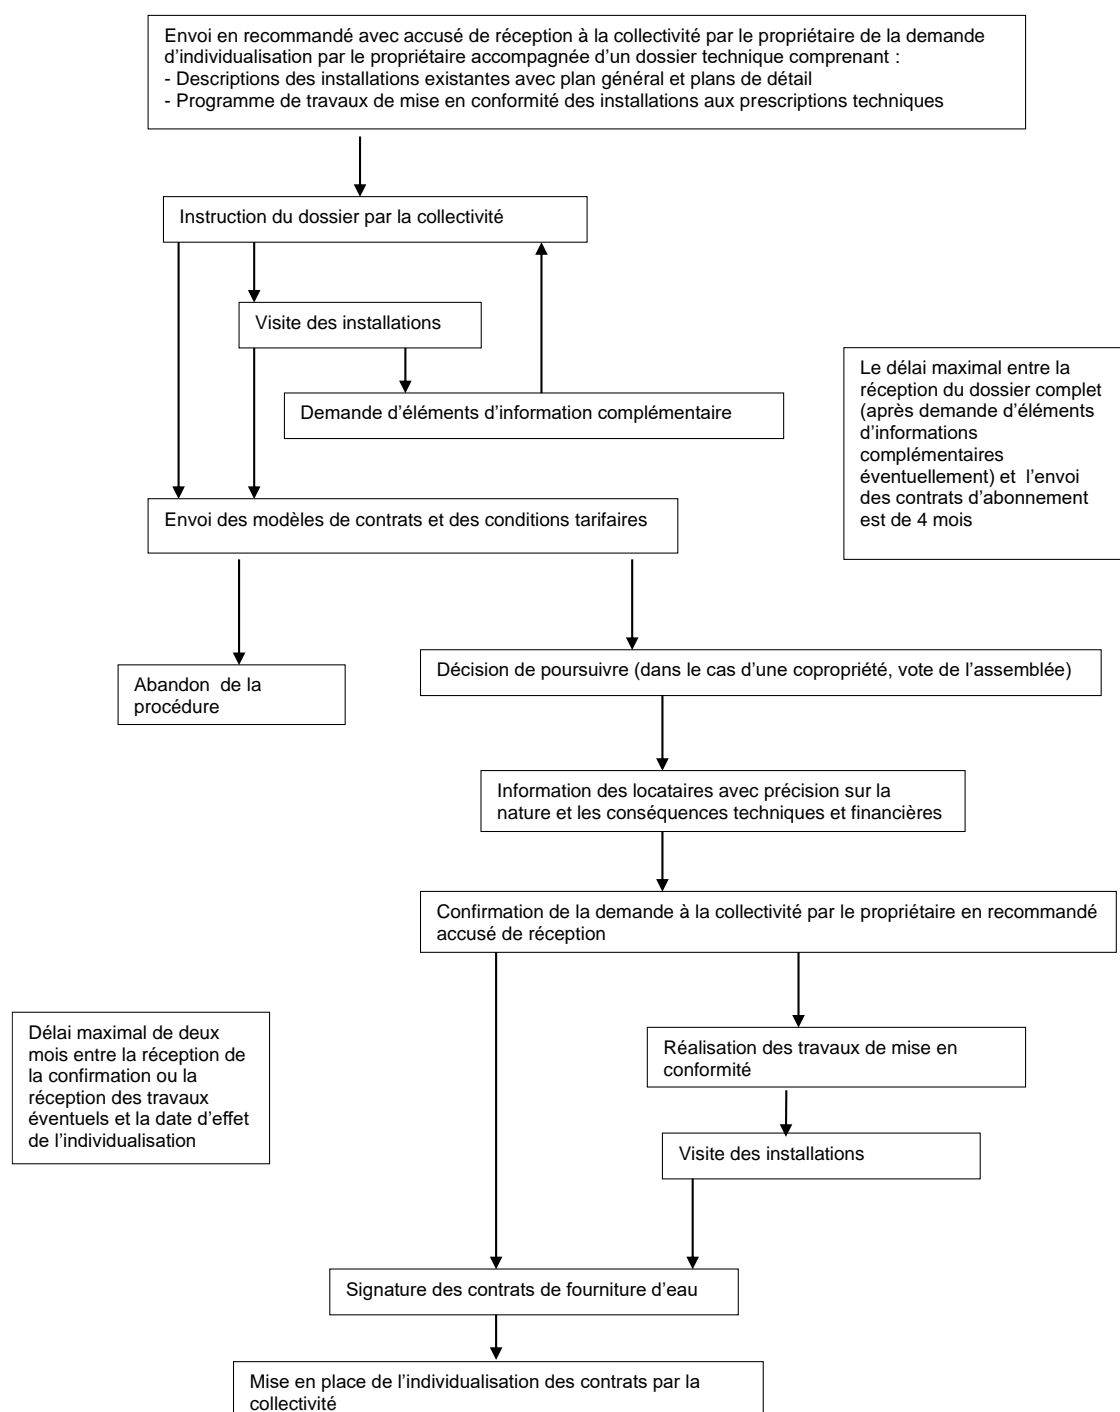 Envoi en recommandé avec accusé de réception à la collectivité par le propriétaire de la demande
d’individualisation par le propriétaire accompagnée d’un dossier technique comprenant :
- Descriptions des installations existantes avec plan général et plans de détail
- Programme de travaux de mise en conformité des installations aux prescriptions techniques
Instruction du dossier par la collectivité
Visite des installations
Demande d’éléments d’information complémentaire
Le délai maximal entre la
réception du dossier complet
(après demande d’éléments
d’informations
complémentaires
éventuellement) et  l’envoi
des contrats d’abonnement
est de 4 mois
Envoi des modèles de contrats et des conditions tarifaires
Abandon  de la
procédure
Décision de poursuivre (dans le cas d’une copropriété, vote de l’assemblée)
Information des locataires avec précision sur la
nature et les conséquences techniques et financières
Confirmation de la demande à la collectivité par le propriétaire en recommandé
accusé de réception
Délai maximal de deux
mois entre la réception de
la confirmation ou la
réception des travaux
éventuels et la date d’effet
de l’individualisation
Réalisation des travaux de mise en
conformité
Visite des installations
Signature des contrats de fourniture d’eau
Mise en place de l’individualisation des contrats par la
collectivité